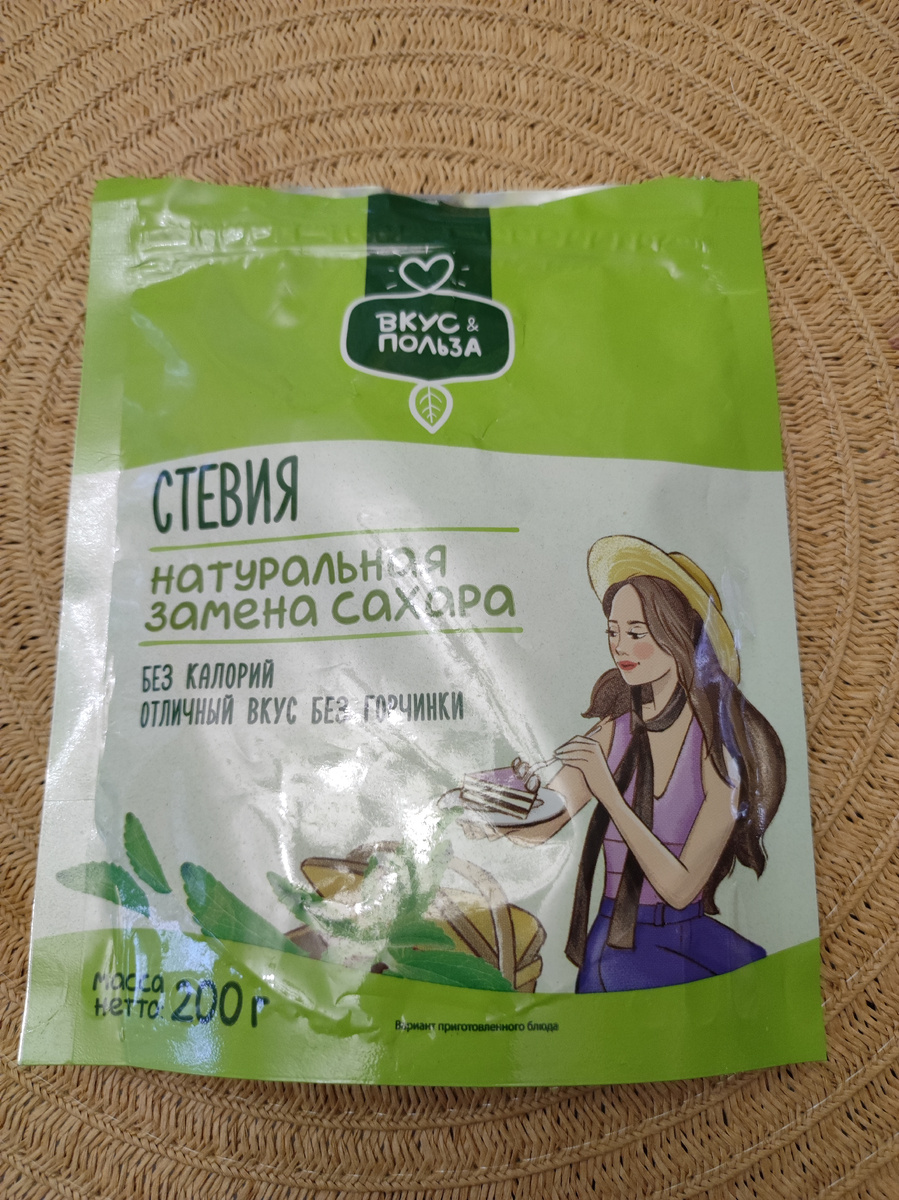 ВКУС &
ПОЛЬЗА
СТЕВИЯ
НАТУРАЛЬНАЯ
ЗАМЕНА САХАРА
БЕЗ КАЛОРИЙ
ОТЛИЧНЫЙ ВКУС БЕЗ ГОРЧИНКИ
масса
нетто 200 г
Вариант приготовленного блюда